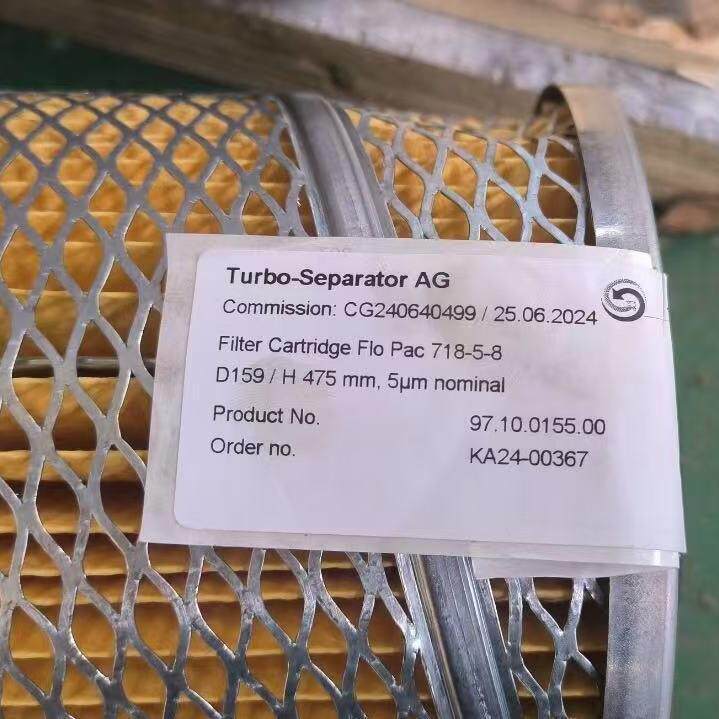 Turbo-Separator AG
Commission: CG240640499 / 25.06.2024
Filter Cartridge Flo Pac 718-5-8
D159 / H 475 mm, 5µm nominal
Product No. 97.10.0155.00
Order no. KA24-00367